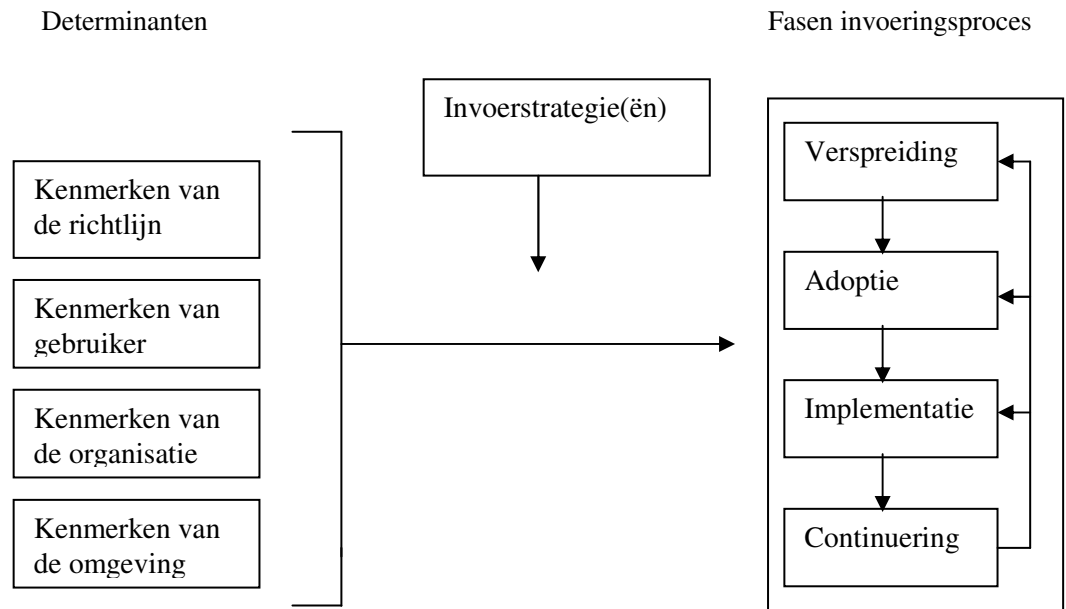 Determinanten
Fasen invoeringsproces
Invoerstrategie(ën)
Kenmerken van
de richtlijn
Kenmerken van
gebruiker
Kenmerken van
de organisatie
Kenmerken van
de omgeving
Verspreiding
Adoptie
Implementatie
Continuering